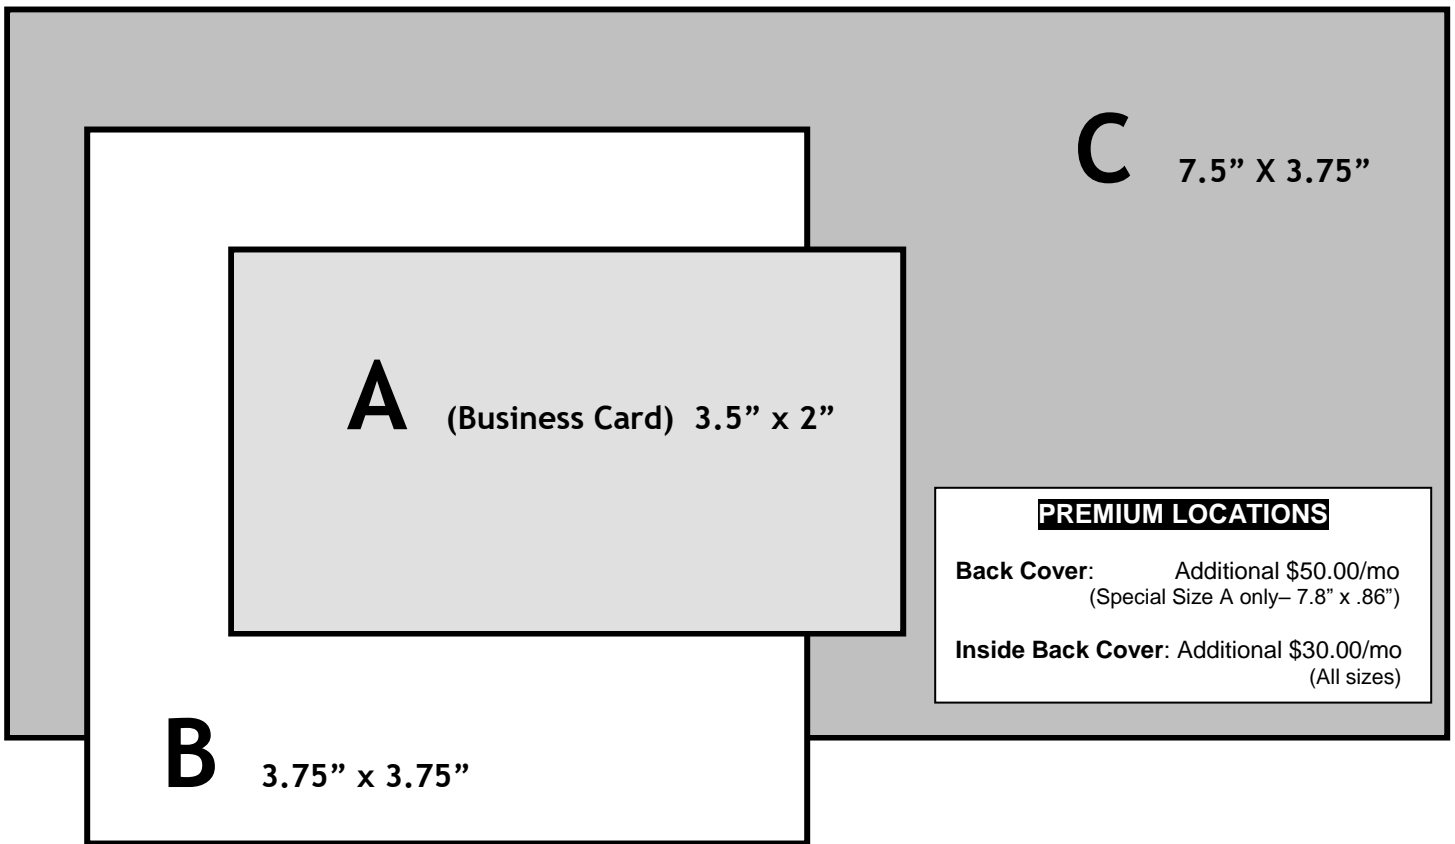 C 7.5” X 3.75”
A (Business Card) 3.5” x 2”
PREMIUM LOCATIONS
Back Cover: Additional $50.00/mo
(Special Size A only– 7.8” x .86”)
Inside Back Cover: Additional $30.00/mo
(All sizes)
B 3.75” x 3.75”